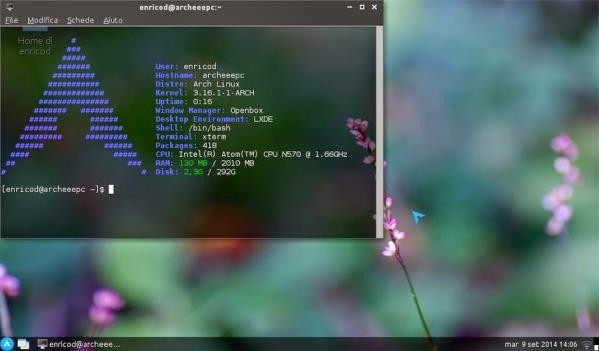 enricod@archeeepc:~
File Modifica Schede Aiuto
Home di
enricod
User: enricod
Hostname: archeeepc
Distro: Arch Linux
Kernel: 3.16.1-1-ARCH
Uptime: 0:16
Window Manager: Openbox
Desktop Environment: LXDE
Shell: /bin/bash
Terminal: xterm
Packages: 418
CPU: Intel(R) Atom(TM) CPU N570 @ 1.66GHz
RAM: 130 MB / 2010 MB
Disk: 2,3G / 292G
[enricod@archeeepc ~]$
enricod@archeee...
mar 9 set 2014 14:06